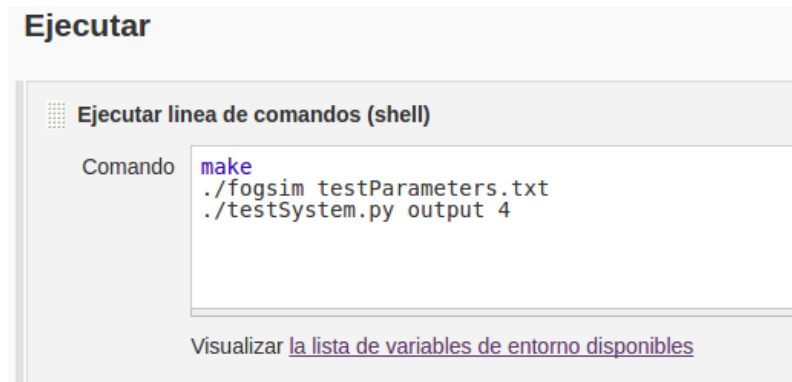 Ejecutar
Ejecutar linea de comandos (shell)
Comando
make
./fogsim testParameters.txt
./testSystem.py output 4
Visualizar la lista de variables de entorno disponibles